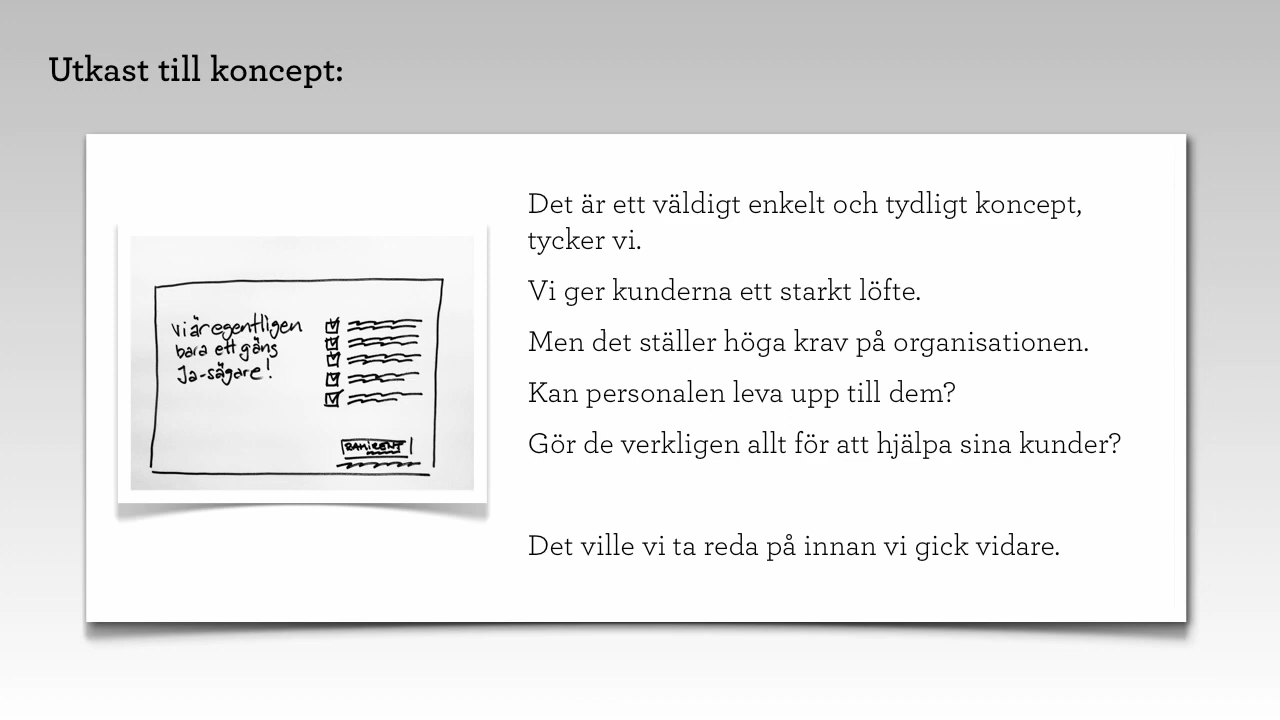 Utkast till koncept:
vi är egentligen
bara ett gäng
Ja-sägare!
RAMIRENT
Det är ett väldigt enkelt och tydligt koncept,
tycker vi.
Vi ger kunderna ett starkt löfte.
Men det ställer höga krav på organisationen.
Kan personalen leva upp till dem?
Gör de verkligen allt för att hjälpa sina kunder?
Det ville vi ta reda på innan vi gick vidare.